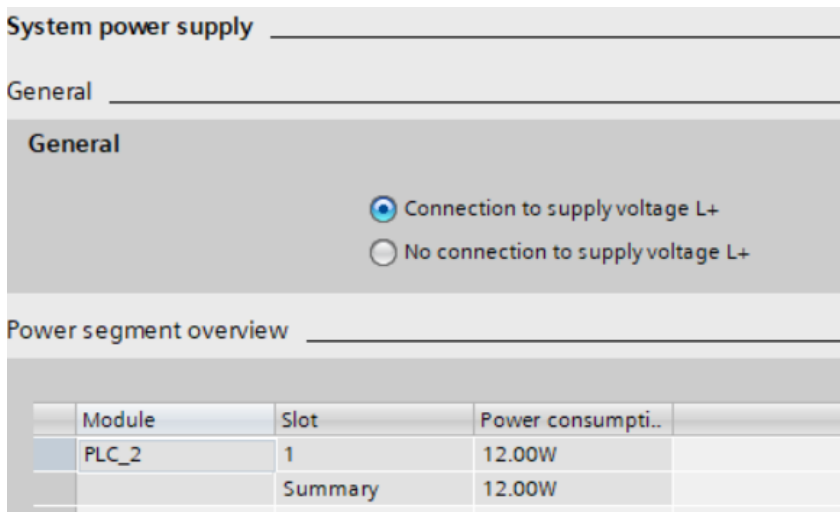 System power supply
General
General
Connection to supply voltage L+
No connection to supply voltage L+
Power segment overview
Module Slot Power consumpti..
PLC_2 1 12.00W
Summary 12.00W